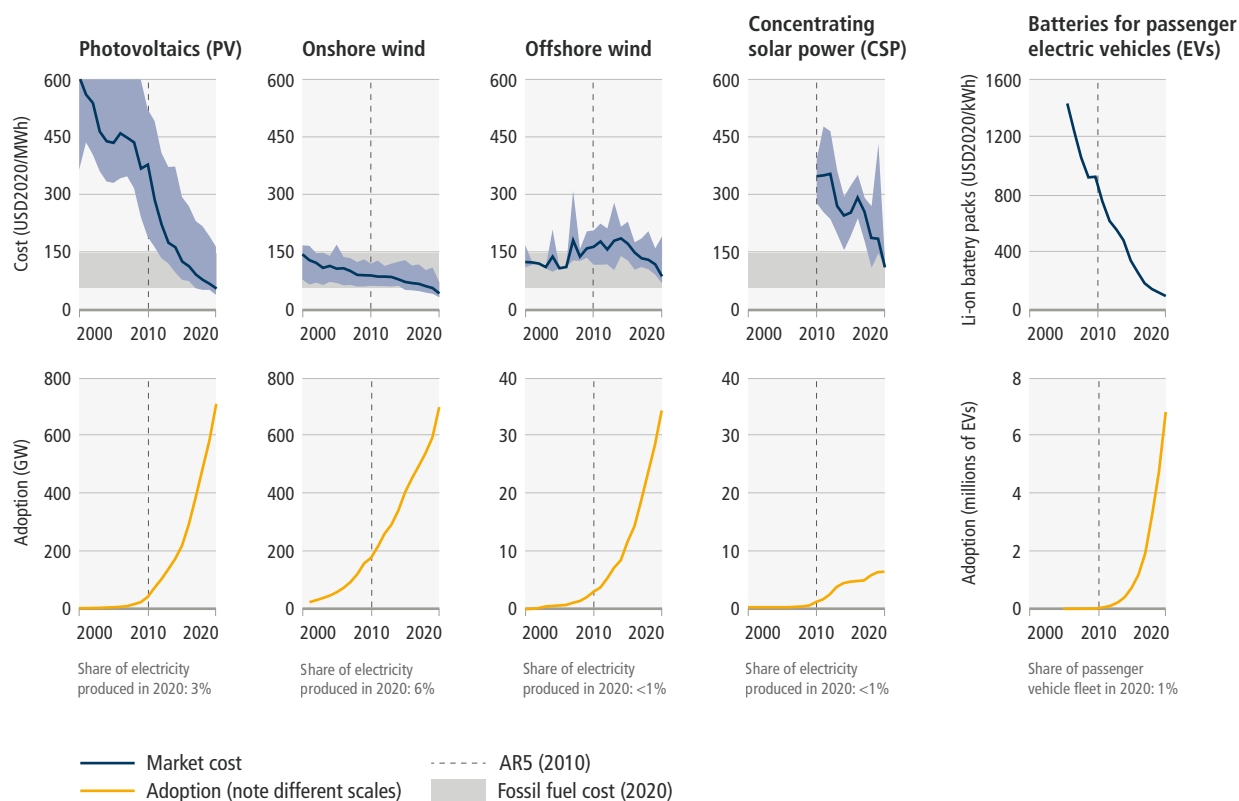 Photovoltaics (PV)
Onshore wind
Offshore wind
Concentrating
solar power (CSP)
Batteries for passenger
electric vehicles (EVs)
Cost (USD2020/MWh)
600
450
300
150
0
2000 2010 2020
600
450
300
150
0
2000 2010 2020
600
450
300
150
0
2000 2010 2020
600
450
300
150
0
2000 2010 2020
Li-on battery packs (USD2020/kWh)
1600
1200
800
400
0
2000 2010 2020
Adoption (GW)
800
600
400
200
0
2000 2010 2020
800
600
400
200
0
2000 2010 2020
40
30
20
10
0
2000 2010 2020
40
30
20
10
0
2000 2010 2020
Adoption (millions of EVs)
8
6
4
2
0
2000 2010 2020
Share of electricity
produced in 2020: 3%
Share of electricity
produced in 2020: 6%
Share of electricity
produced in 2020: <1%
Share of electricity
produced in 2020: <1%
Share of passenger
vehicle fleet in 2020: 1%
Market cost
Adoption (note different scales)
AR5 (2010)
Fossil fuel cost (2020)